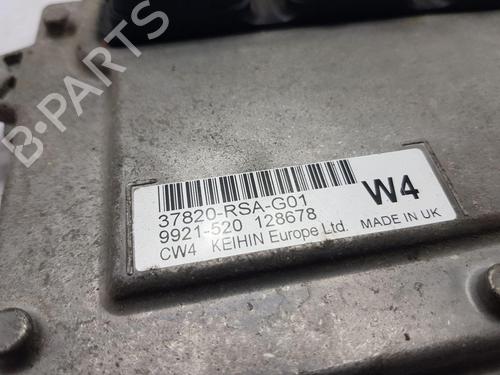 B-PARTS
37820-RSA-G01
W4
9921-520 128678
CW4 KEIHIN Europe Ltd. MADE IN UK